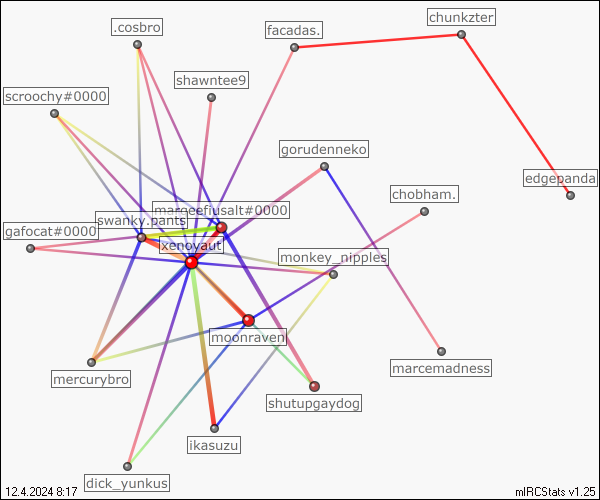 chunkzter
.cosbro
facadas.
shawntee9
scroochy#0000
gorudenneko
edgepanda
chobham.
marceefiusalt#0000
swanky.pants
gafocat#0000
xenoyaut
monkey_nipples
moonraven
marcemadness
mercurybro
shutupgaydog
ikasuzu
dick_yunkus
12.4.2024 8:17
mIRCStats v1.25